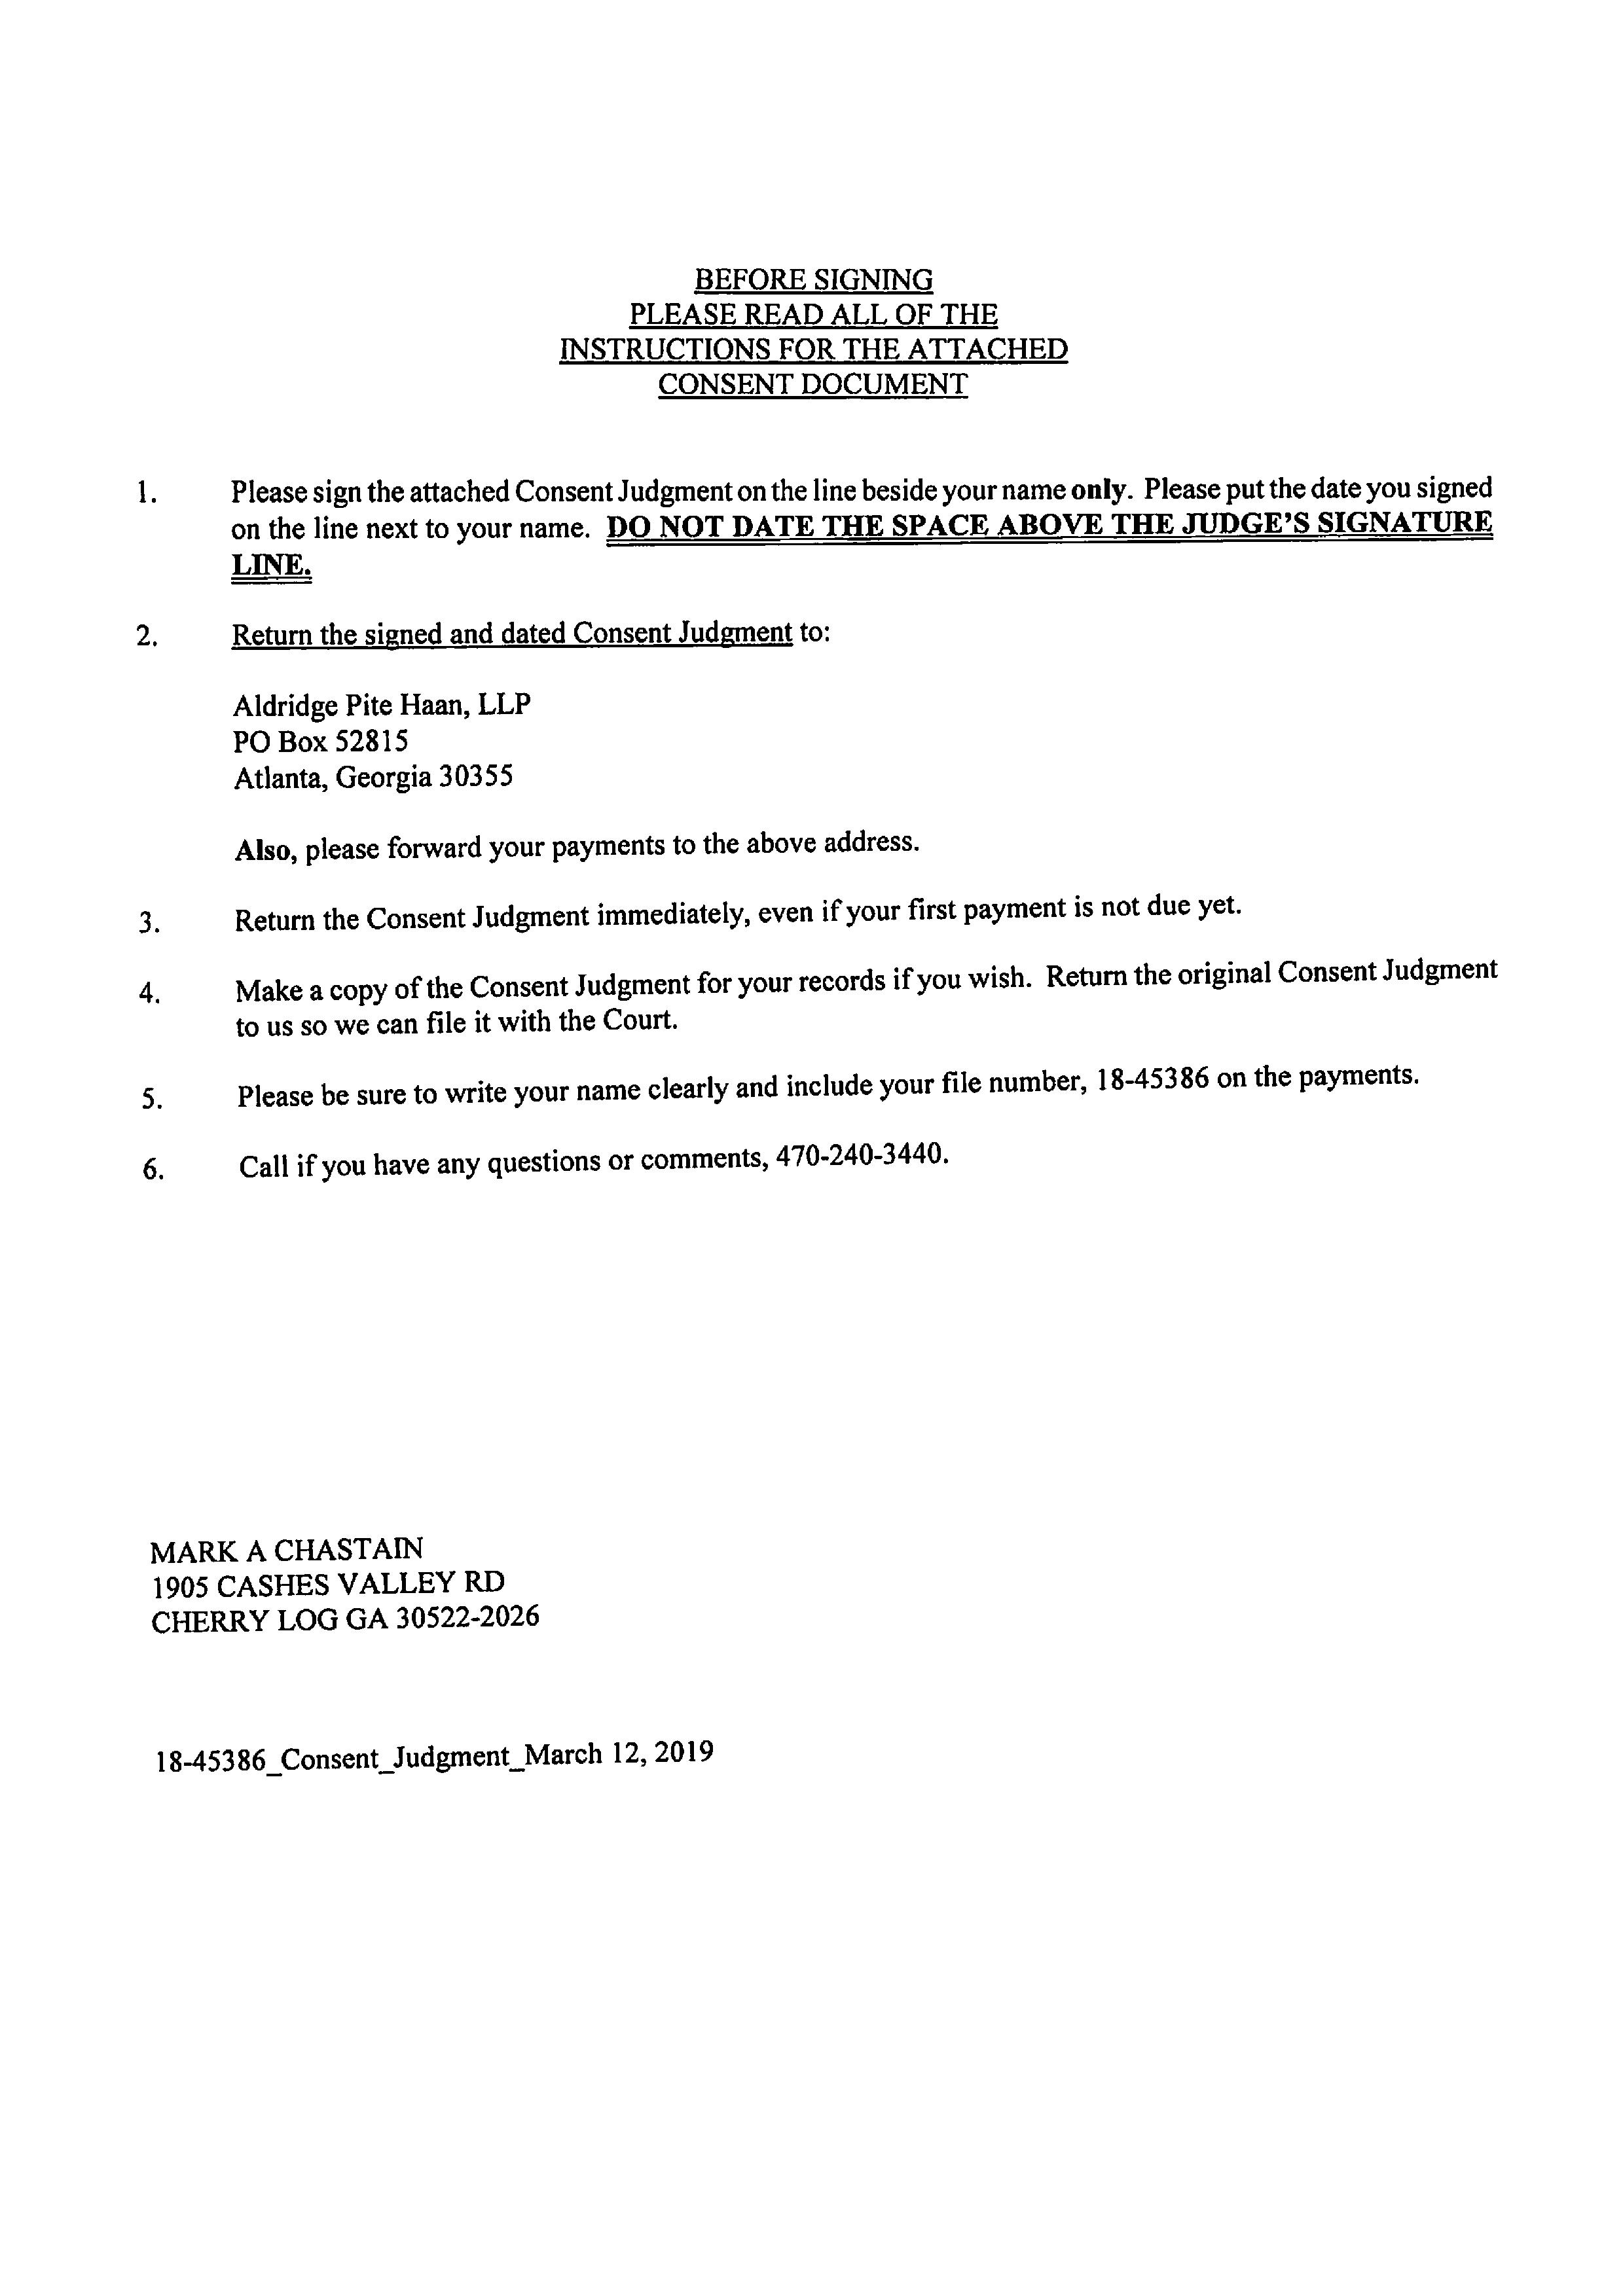 BEFORE SIGNING
PLEASE READ ALL OF THE
INSTRUCTIONS FOR THE ATTACHED
CONSENT DOCUMENT
1. Please sign the attached Consent Judgment on the line beside your name only. Please put the date you signed
on the line next to your name. DO NOT DATE THE SPACE ABOVE THE JUDGE'S SIGNATURE
LINE.
2. Return the signed and dated Consent Judgment to:
Aldridge Pite Haan, LLP
PO Box 52815
Atlanta, Georgia 30355
Also, please forward your payments to the above address.
3. Return the Consent Judgment immediately, even if your first payment is not due yet.
4. Make a copy of the Consent Judgment for your records if you wish. Return the original Consent Judgment
to us so we can file it with the Court.
5. Please be sure to write your name clearly and include your file number, 18-45386 on the payments.
6. Call if you have any questions or comments, 470-240-3440.
MARK A CHASTAIN
1905 CASHES VALLEY RD
CHERRY LOG GA 30522-2026
18-45386_Consent_Judgment_March 12, 2019